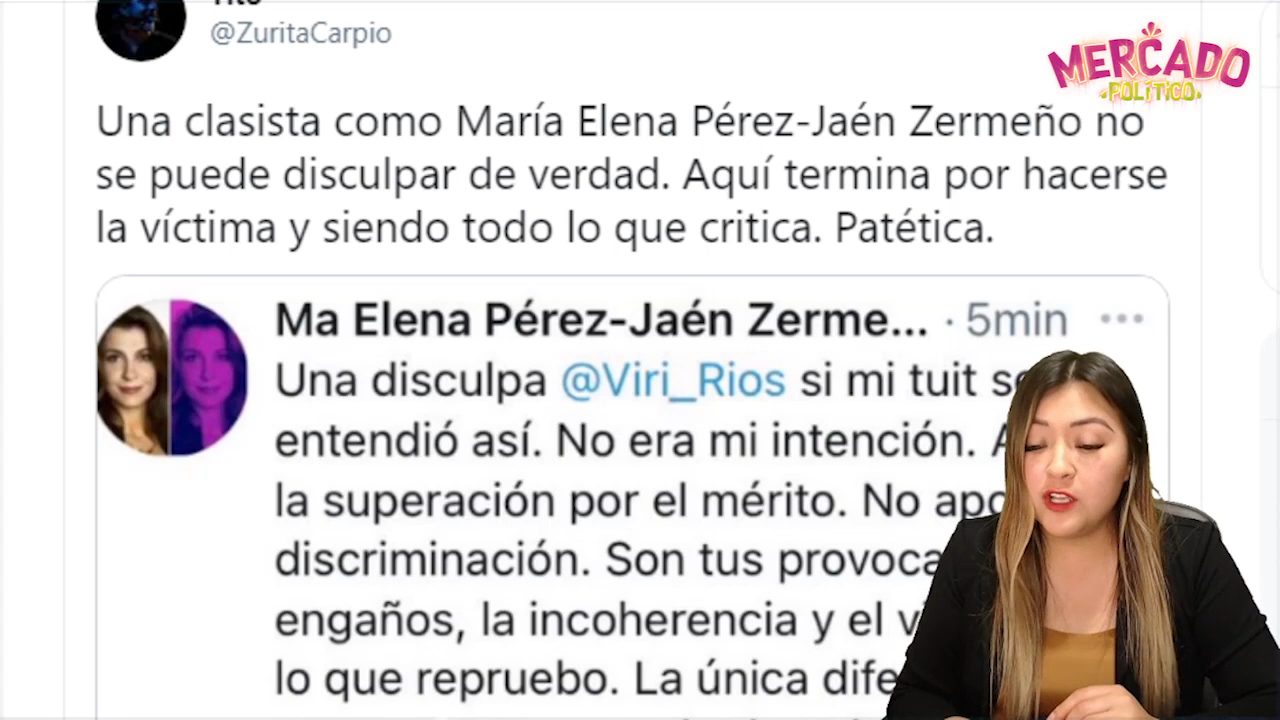 @ZuritaCarpio
MERCADO
POLÍTICO
Una clasista como María Elena Pérez-Jaén Zermeño no
se puede disculpar de verdad. Aquí termina por hacerse
la víctima y siendo todo lo que critica. Patética.
Ma Elena Pérez-Jaén Zerme... · 5min ...
Una disculpa @Viri_Rios si mi tuit
entendió así. No era mi intención.
la superación por el mérito. No
discriminación. Son tus
engaños, la incoherencia y el
lo que repruebo. La única